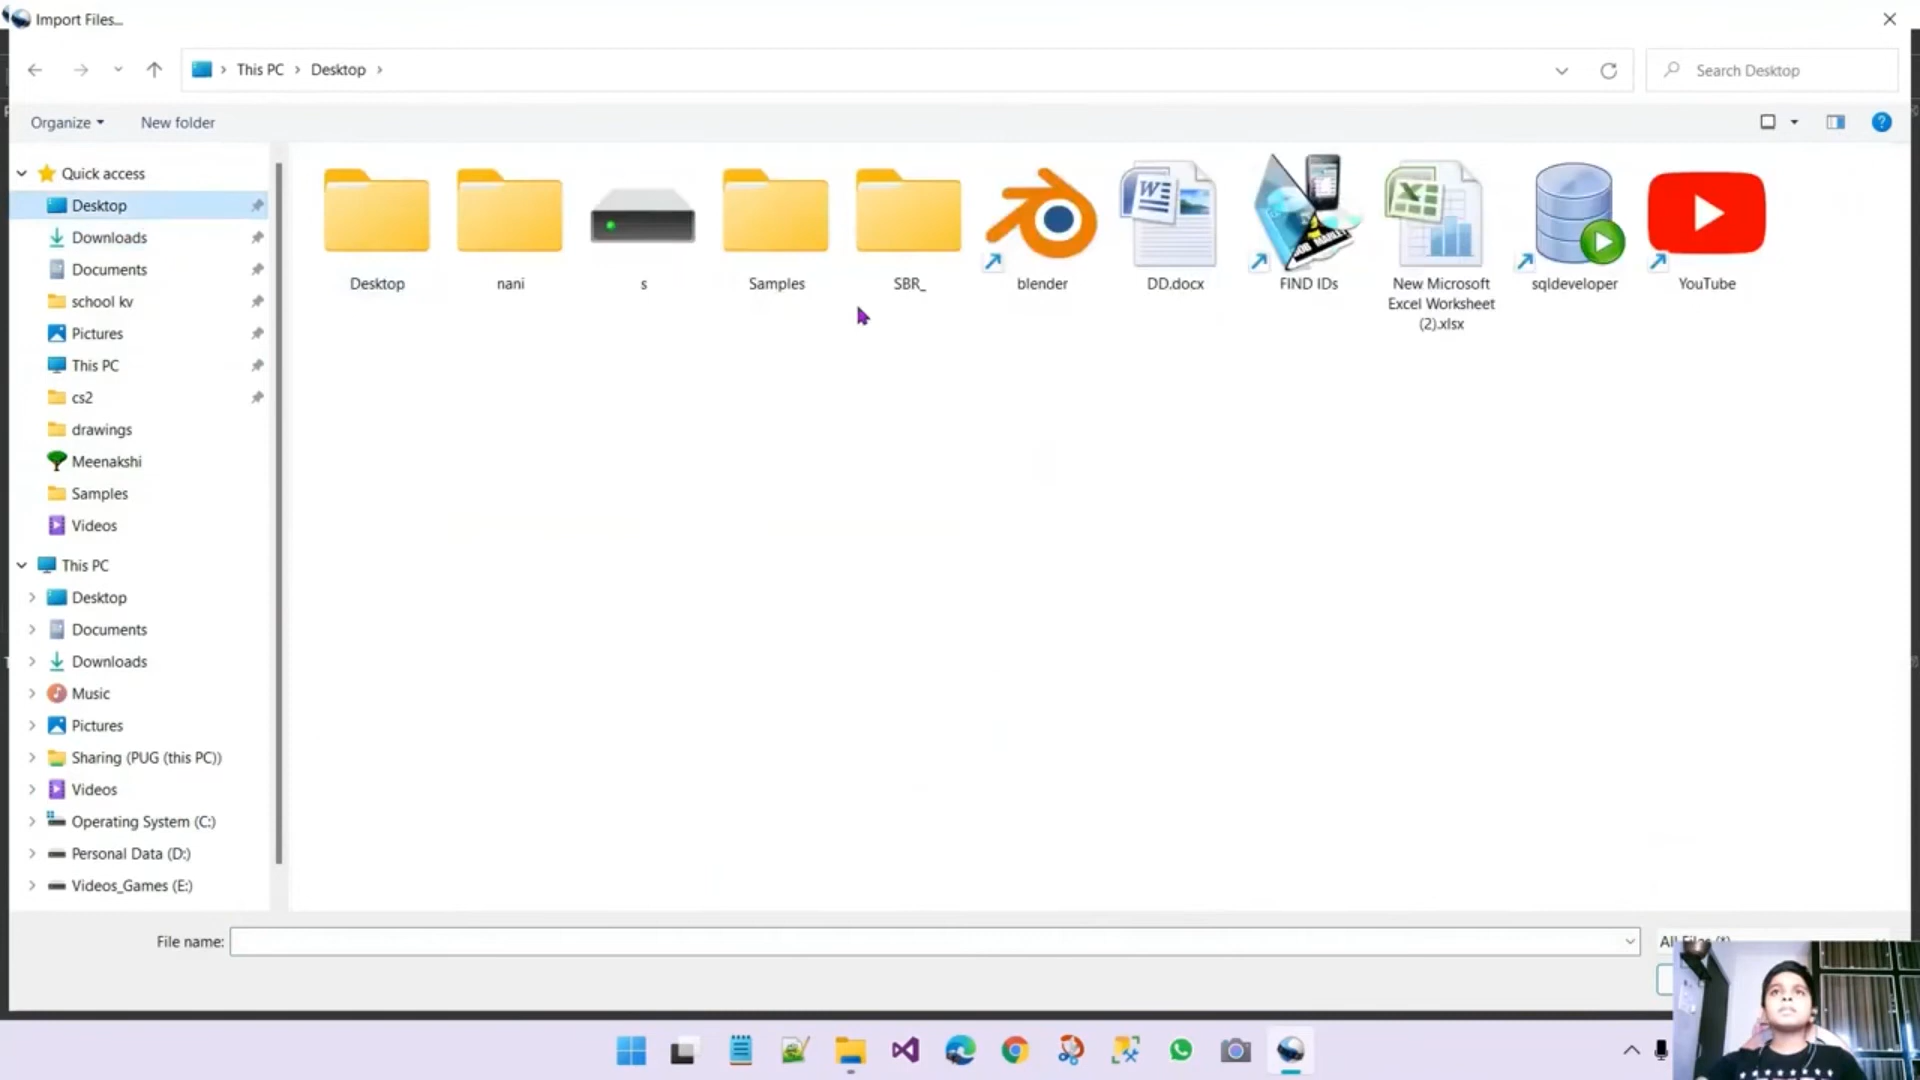 Import Files...
This PC
Desktop
Search Desktop
Organize
New folder
Quick access
Desktop
Downloads
Documents
school kv
Pictures
This PC
cs2
drawings
Meenakshi
Samples
Videos
This PC
Desktop
Documents
Downloads
Music
Pictures
Sharing (PUG (this PC))
Videos
Operating System (C:)
Personal Data (D:)
Videos_Games (E:)
Desktop
nani
s
Samples
SBR_
blender
DD.docx
FIND IDs
New Microsoft
Excel Worksheet
(2).xlsx
sqldeveloper
YouTube
File name:
All Files (*)